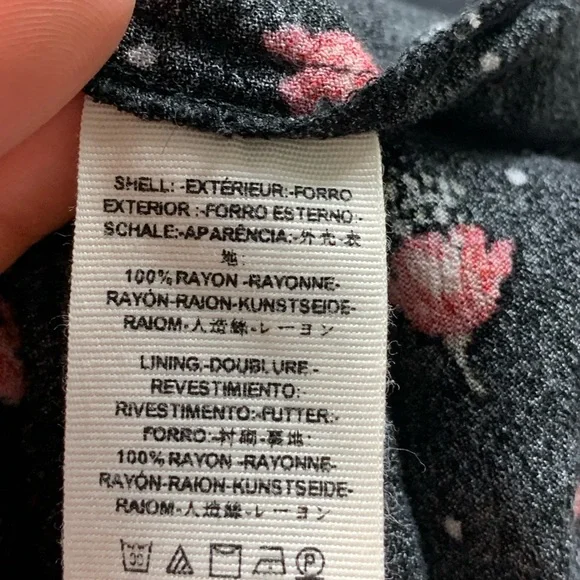 SHELL:-EXTÉRIEUR:-FORRO
EXTERIOR :-FORRO ESTERNO:-
SCHALE:-APARÊNCIA:-外充-衣
地:
100% RAYON -RAYONNE-
RAYÓN-RAION-KUNSTSEIDE-
RAIOM-人造絲-レーヨン
LINING.-DOUBLURE.-
REVESTIMIENTO:-
RIVESTIMENTO:-FUTTER:-
FORRO:-衬 -裏地:
100% RAYON -RAYONNE-
RAYÓN-RAION-KUNSTSEIDE-
RAIOM-人造絲-レーヨン
30 P